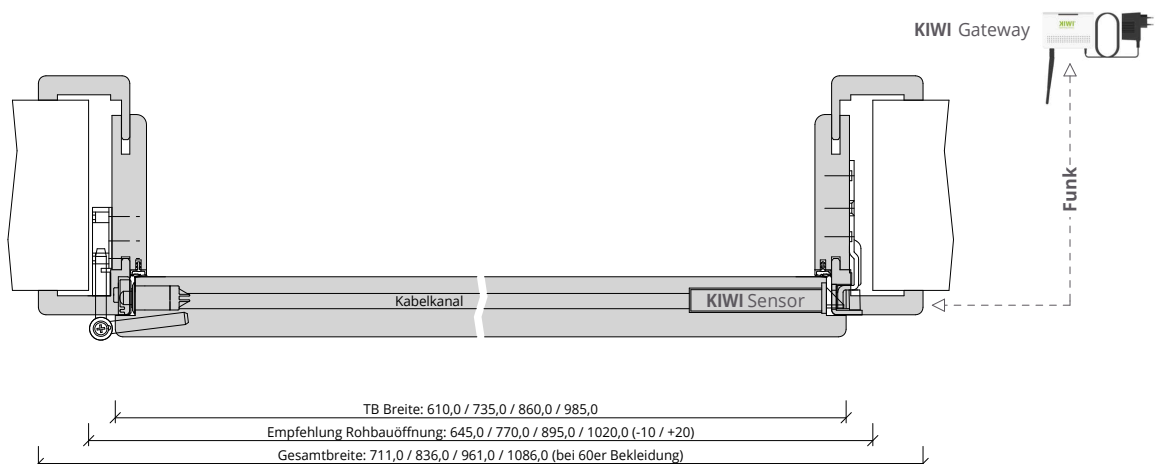 KIWI Gateway
KIWI
Funk
Kabelkanal
KIWI Sensor
TB Breite: 610,0 / 735,0 / 860,0 / 985,0
Empfehlung Rohbauöffnung: 645,0 / 770,0 / 895,0 / 1020,0 (-10 / +20)
Gesamtbreite: 711,0 / 836,0 / 961,0 / 1086,0 (bei 60er Bekleidung)